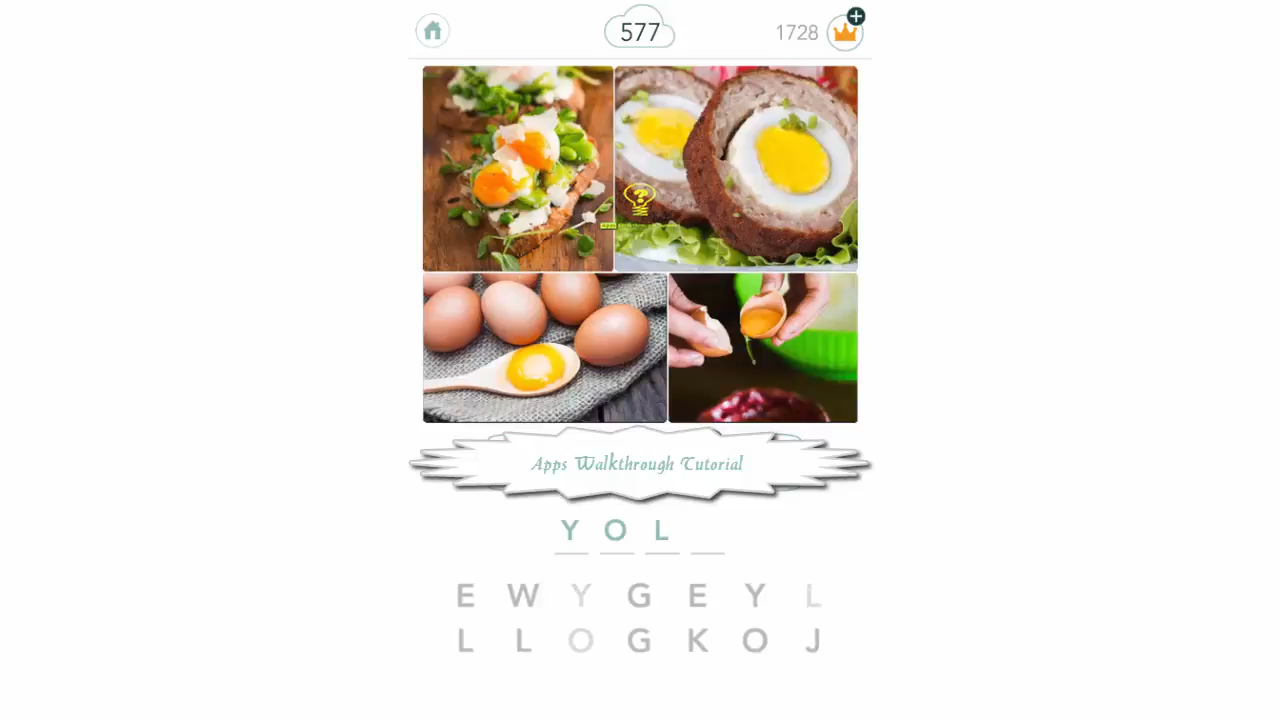 577
1728
Apps Walkthrough Tutorial
Y O L
E W Y G E Y L
L L O G K O J